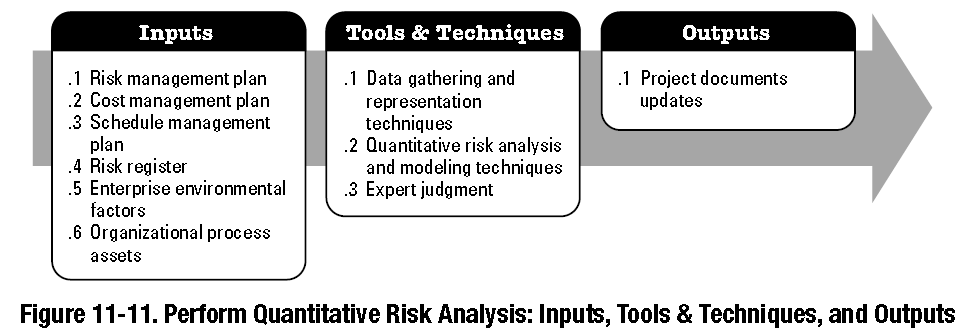 Inputs
.1 Risk management plan
.2 Cost management plan
.3 Schedule management
plan
.4 Risk register
.5 Enterprise environmental
factors
.6 Organizational process
assets
Tools & Techniques
.1 Data gathering and
representation
techniques
.2 Quantitative risk analysis
and modeling techniques
.3 Expert judgment
Outputs
.1 Project documents
updates
Figure 11-11. Perform Quantitative Risk Analysis: Inputs, Tools & Techniques, and Outputs